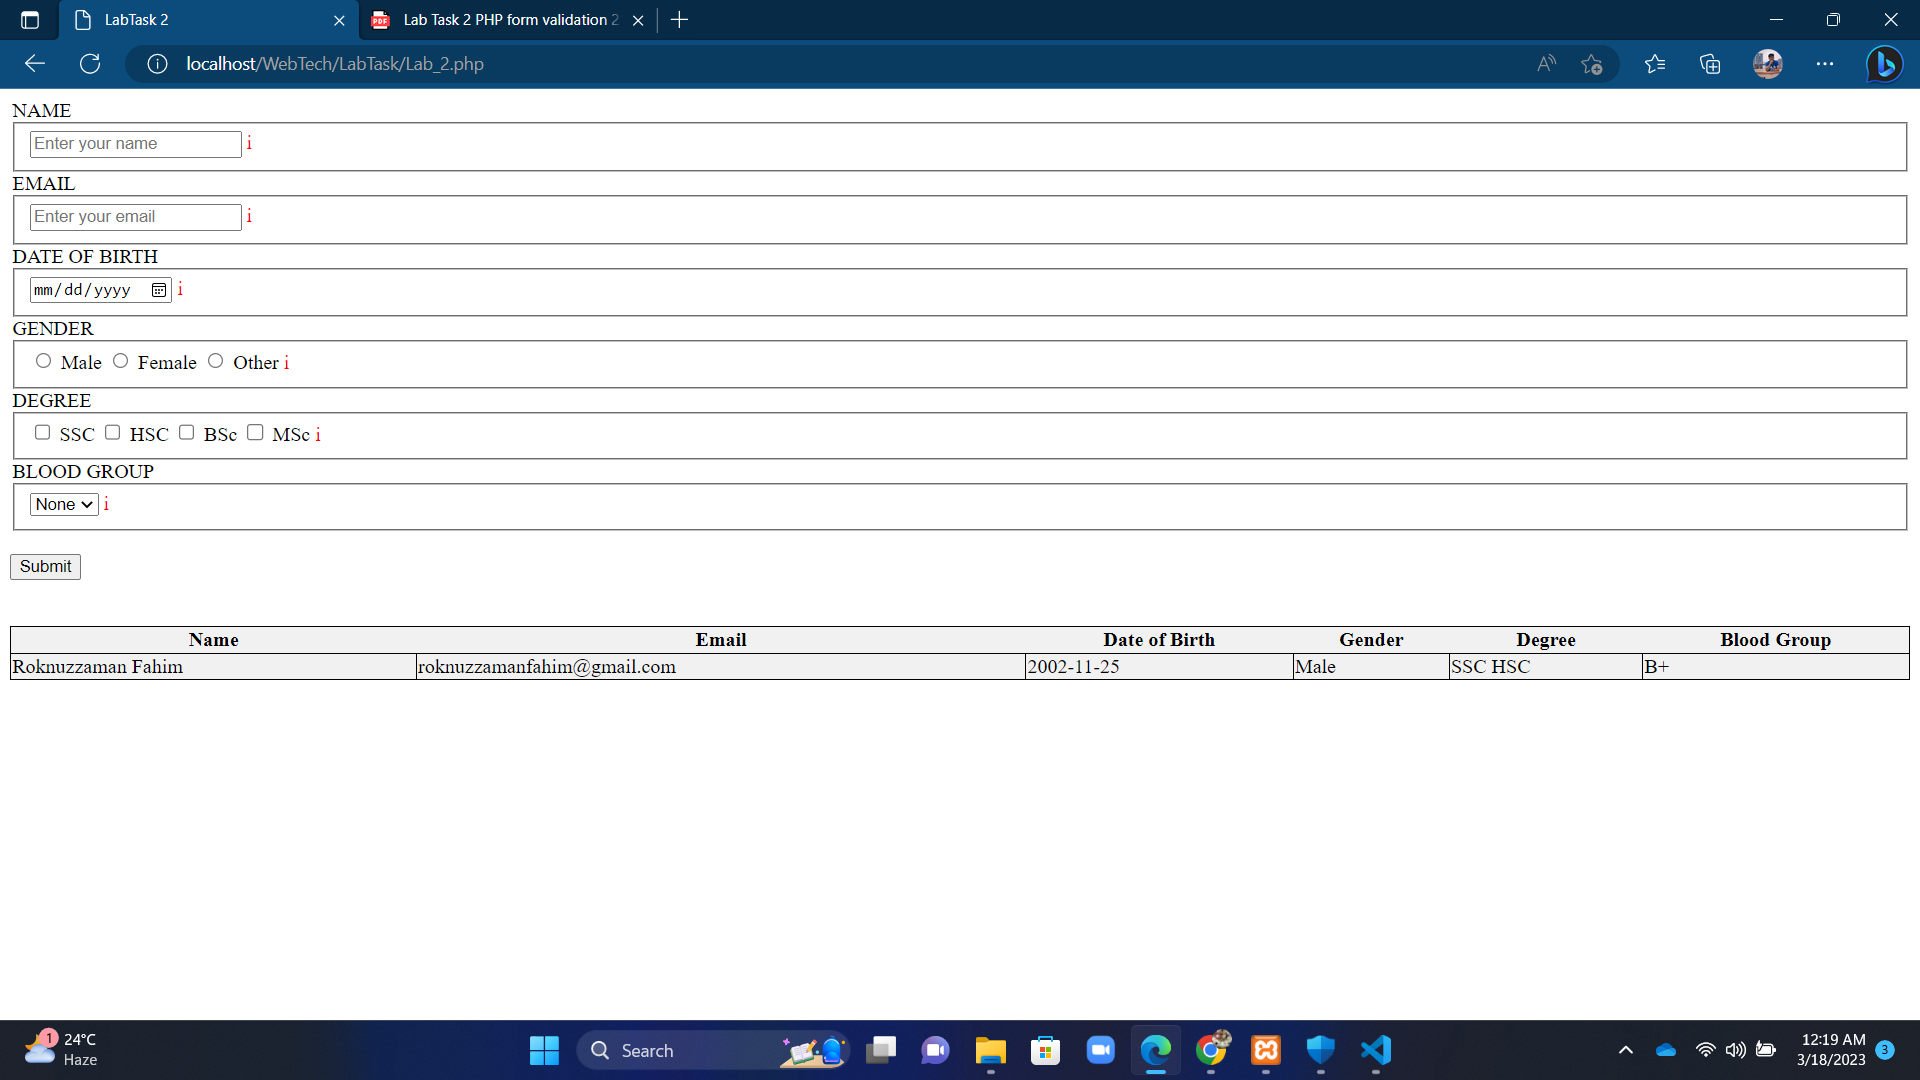 LabTask 2
Lab Task 2 PHP form validation 2
localhost/WebTech/LabTask/Lab_2.php
NAME
Enter your name i
EMAIL
Enter your email i
DATE OF BIRTH
mm/dd/yyyy i
GENDER
Male Female Other i
DEGREE
SSC HSC BSc MSc i
BLOOD GROUP
None i
Submit
Name Email Date of Birth Gender Degree Blood Group
Roknuzzaman Fahim roknuzzamanfahim@gmail.com 2002-11-25 Male SSC HSC B+
1 24°C
Haze
Search
12:19 AM
3/18/2023 3